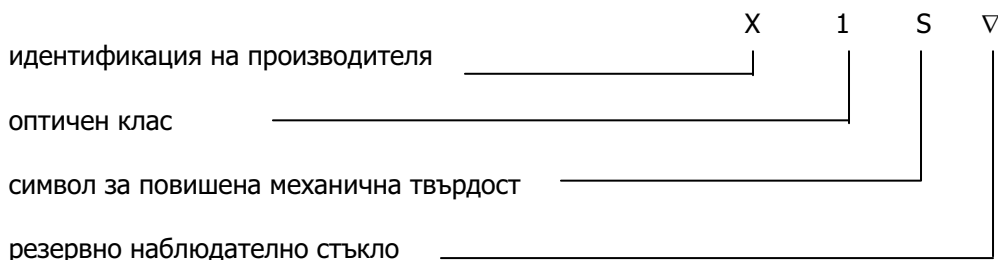 X 1 S ∇
идентификация на производителя
оптичен клас
символ за повишена механична твърдост
резервно наблюдателно стъкло